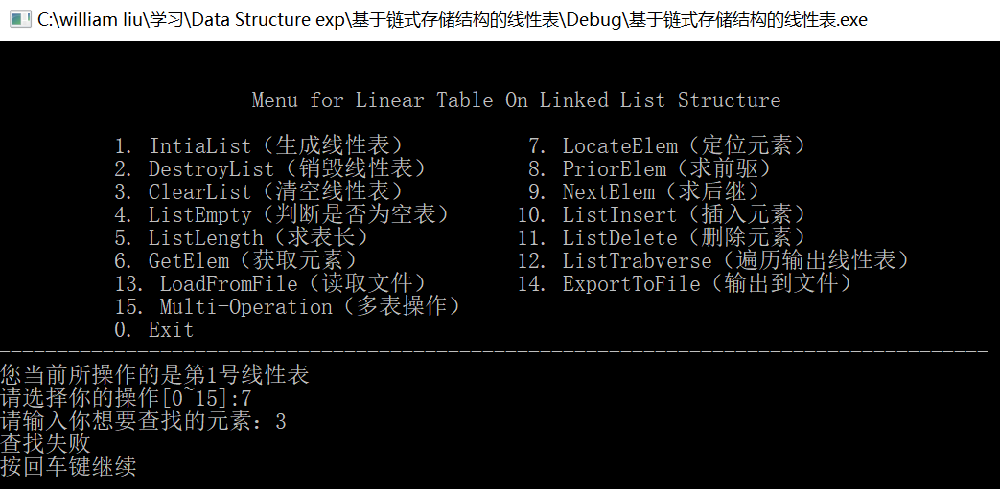 C:\william liu\学习\Data Structure exp\基于链式存储结构的线性表\Debug\基于链式存储结构的线性表.exe
Menu for Linear Table On Linked List Structure
1. IntiaList（生成线性表） 7. LocateElem（定位元素）
2. DestroyList（销毁线性表） 8. PriorElem（求前驱）
3. ClearList（清空线性表） 9. NextElem（求后继）
4. ListEmpty（判断是否为空表） 10. ListInsert（插入元素）
5. ListLength（求表长） 11. ListDelete（删除元素）
6. GetElem（获取元素） 12. ListTrabverse（遍历输出线性表）
13. LoadFromFile（读取文件） 14. ExportToFile（输出到文件）
15. Multi-Operation（多表操作）
0. Exit
您当前所操作的是第1号线性表
请选择你的操作[0~15]:7
请输入你想要查找的元素：3
查找失败
按回车键继续